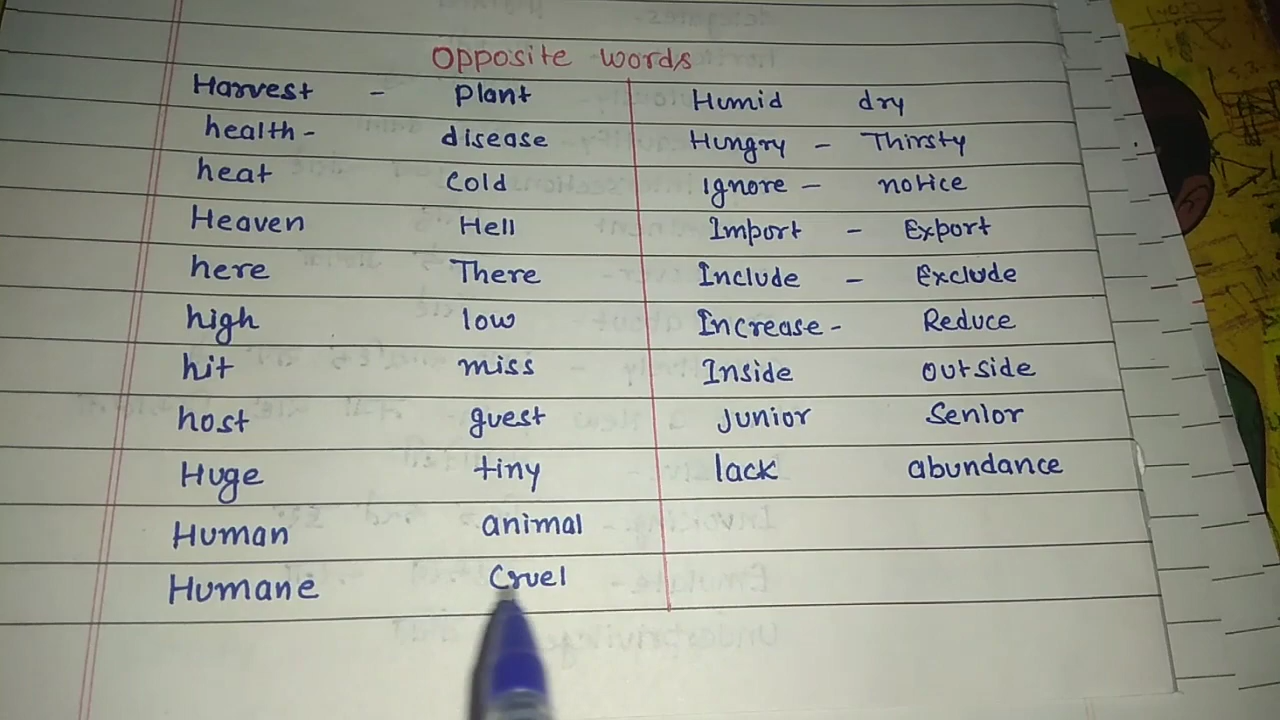 Opposite words
Harvest - Plant
health - disease
heat Cold
Heaven Hell
here There
high low
hit miss
host guest
Huge tiny
Human animal
Humane Cruel
Humid dry
Hungry - Thirsty
Ignore - notice
Import - Export
Include - Exclude
Increase - Reduce
Inside outside
Junior Senior
lack abundance